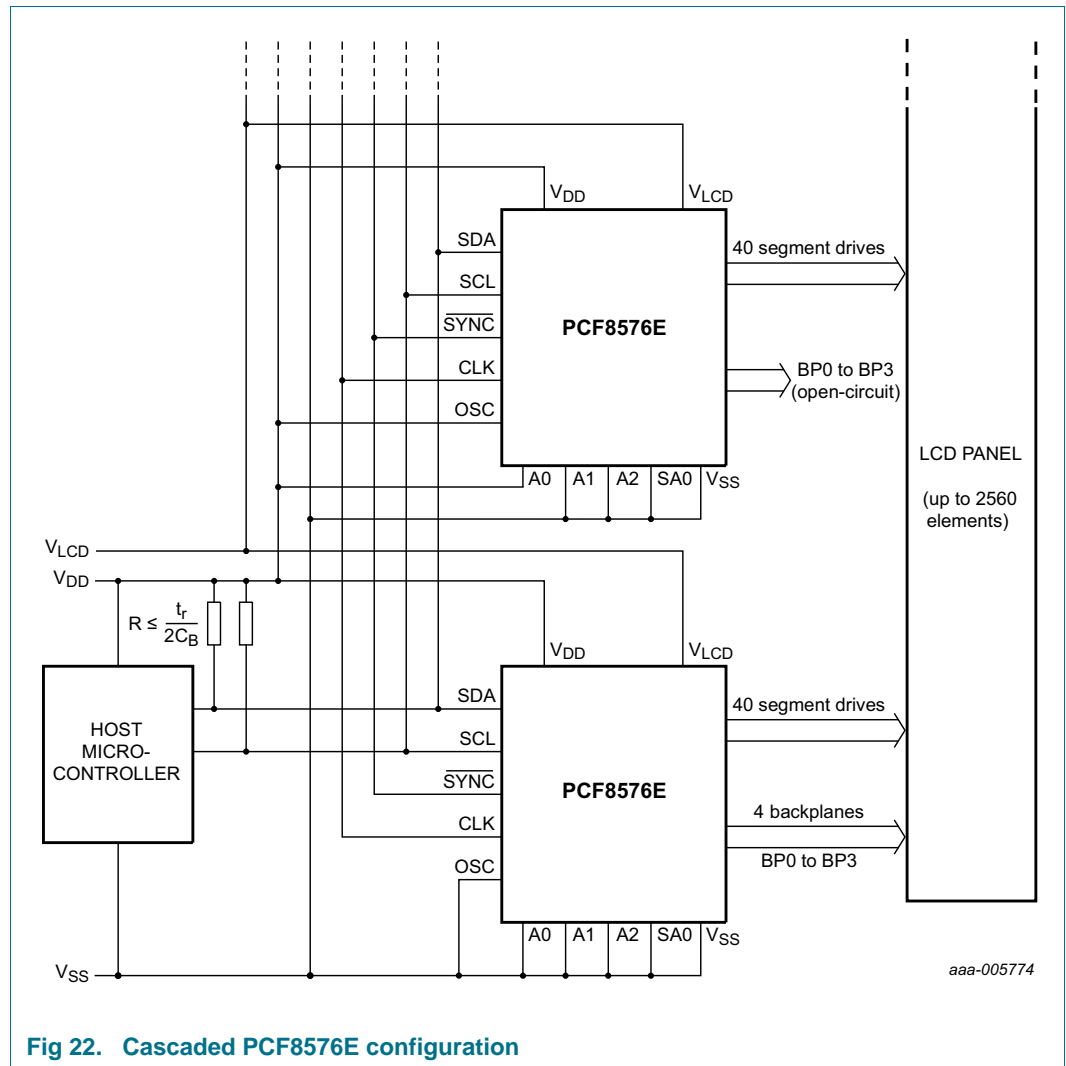 VDD
VLCD
SDA
SCL
SYNC
CLK
OSC
PCF8576E
40 segment drives
BP0 to BP3
(open-circuit)
A0
A1
A2
SA0
VSS
LCD PANEL
(up to 2560
elements)
VLCD
VDD
R ≤ tr
2CB
HOST
MICRO-
CONTROLLER
VDD
VLCD
SDA
SCL
SYNC
CLK
OSC
PCF8576E
40 segment drives
4 backplanes
BP0 to BP3
A0
A1
A2
SA0
VSS
VSS
aaa-005774
Fig 22. Cascaded PCF8576E configuration